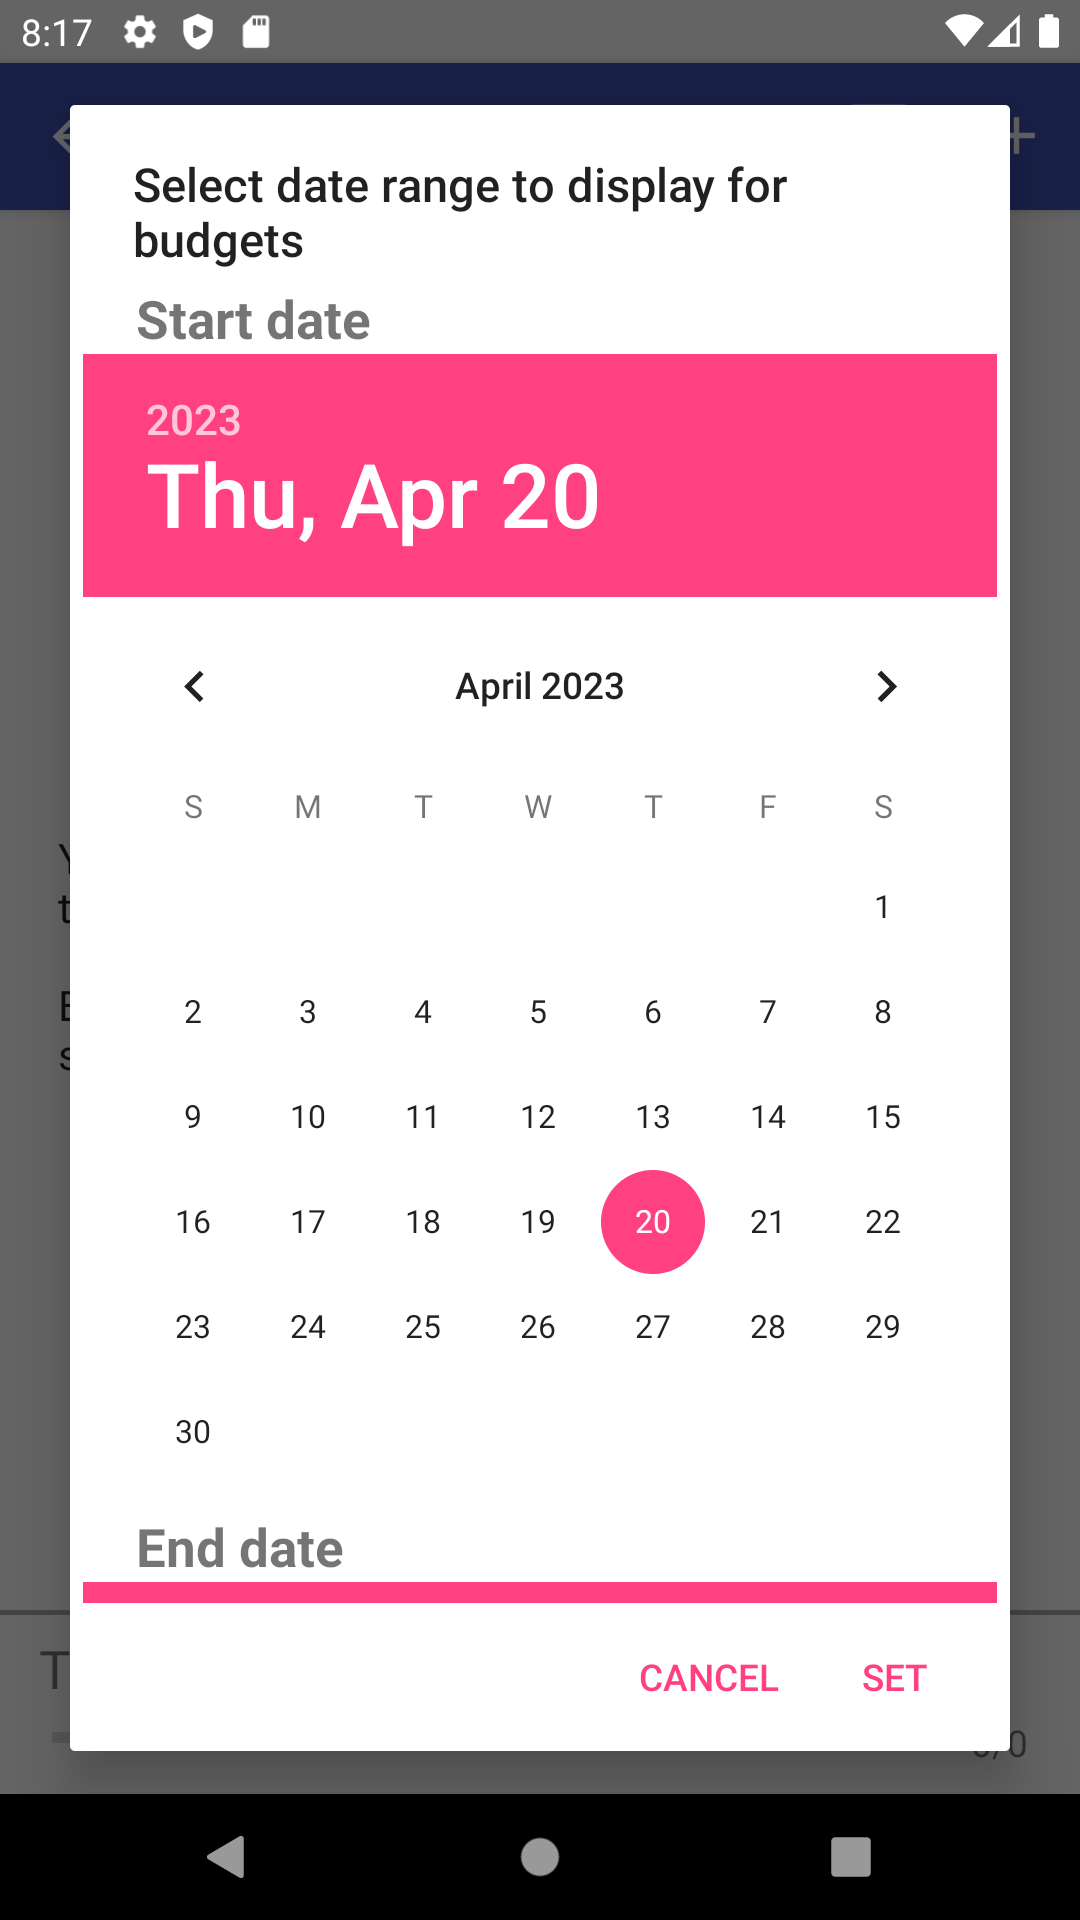 8:17
Select date range to display for
budgets
Start date
2023
Thu, Apr 20
April 2023
S M T W T F S
1
2 3 4 5 6 7 8
9 10 11 12 13 14 15
16 17 18 19 20 21 22
23 24 25 26 27 28 29
30
End date
CANCEL SET